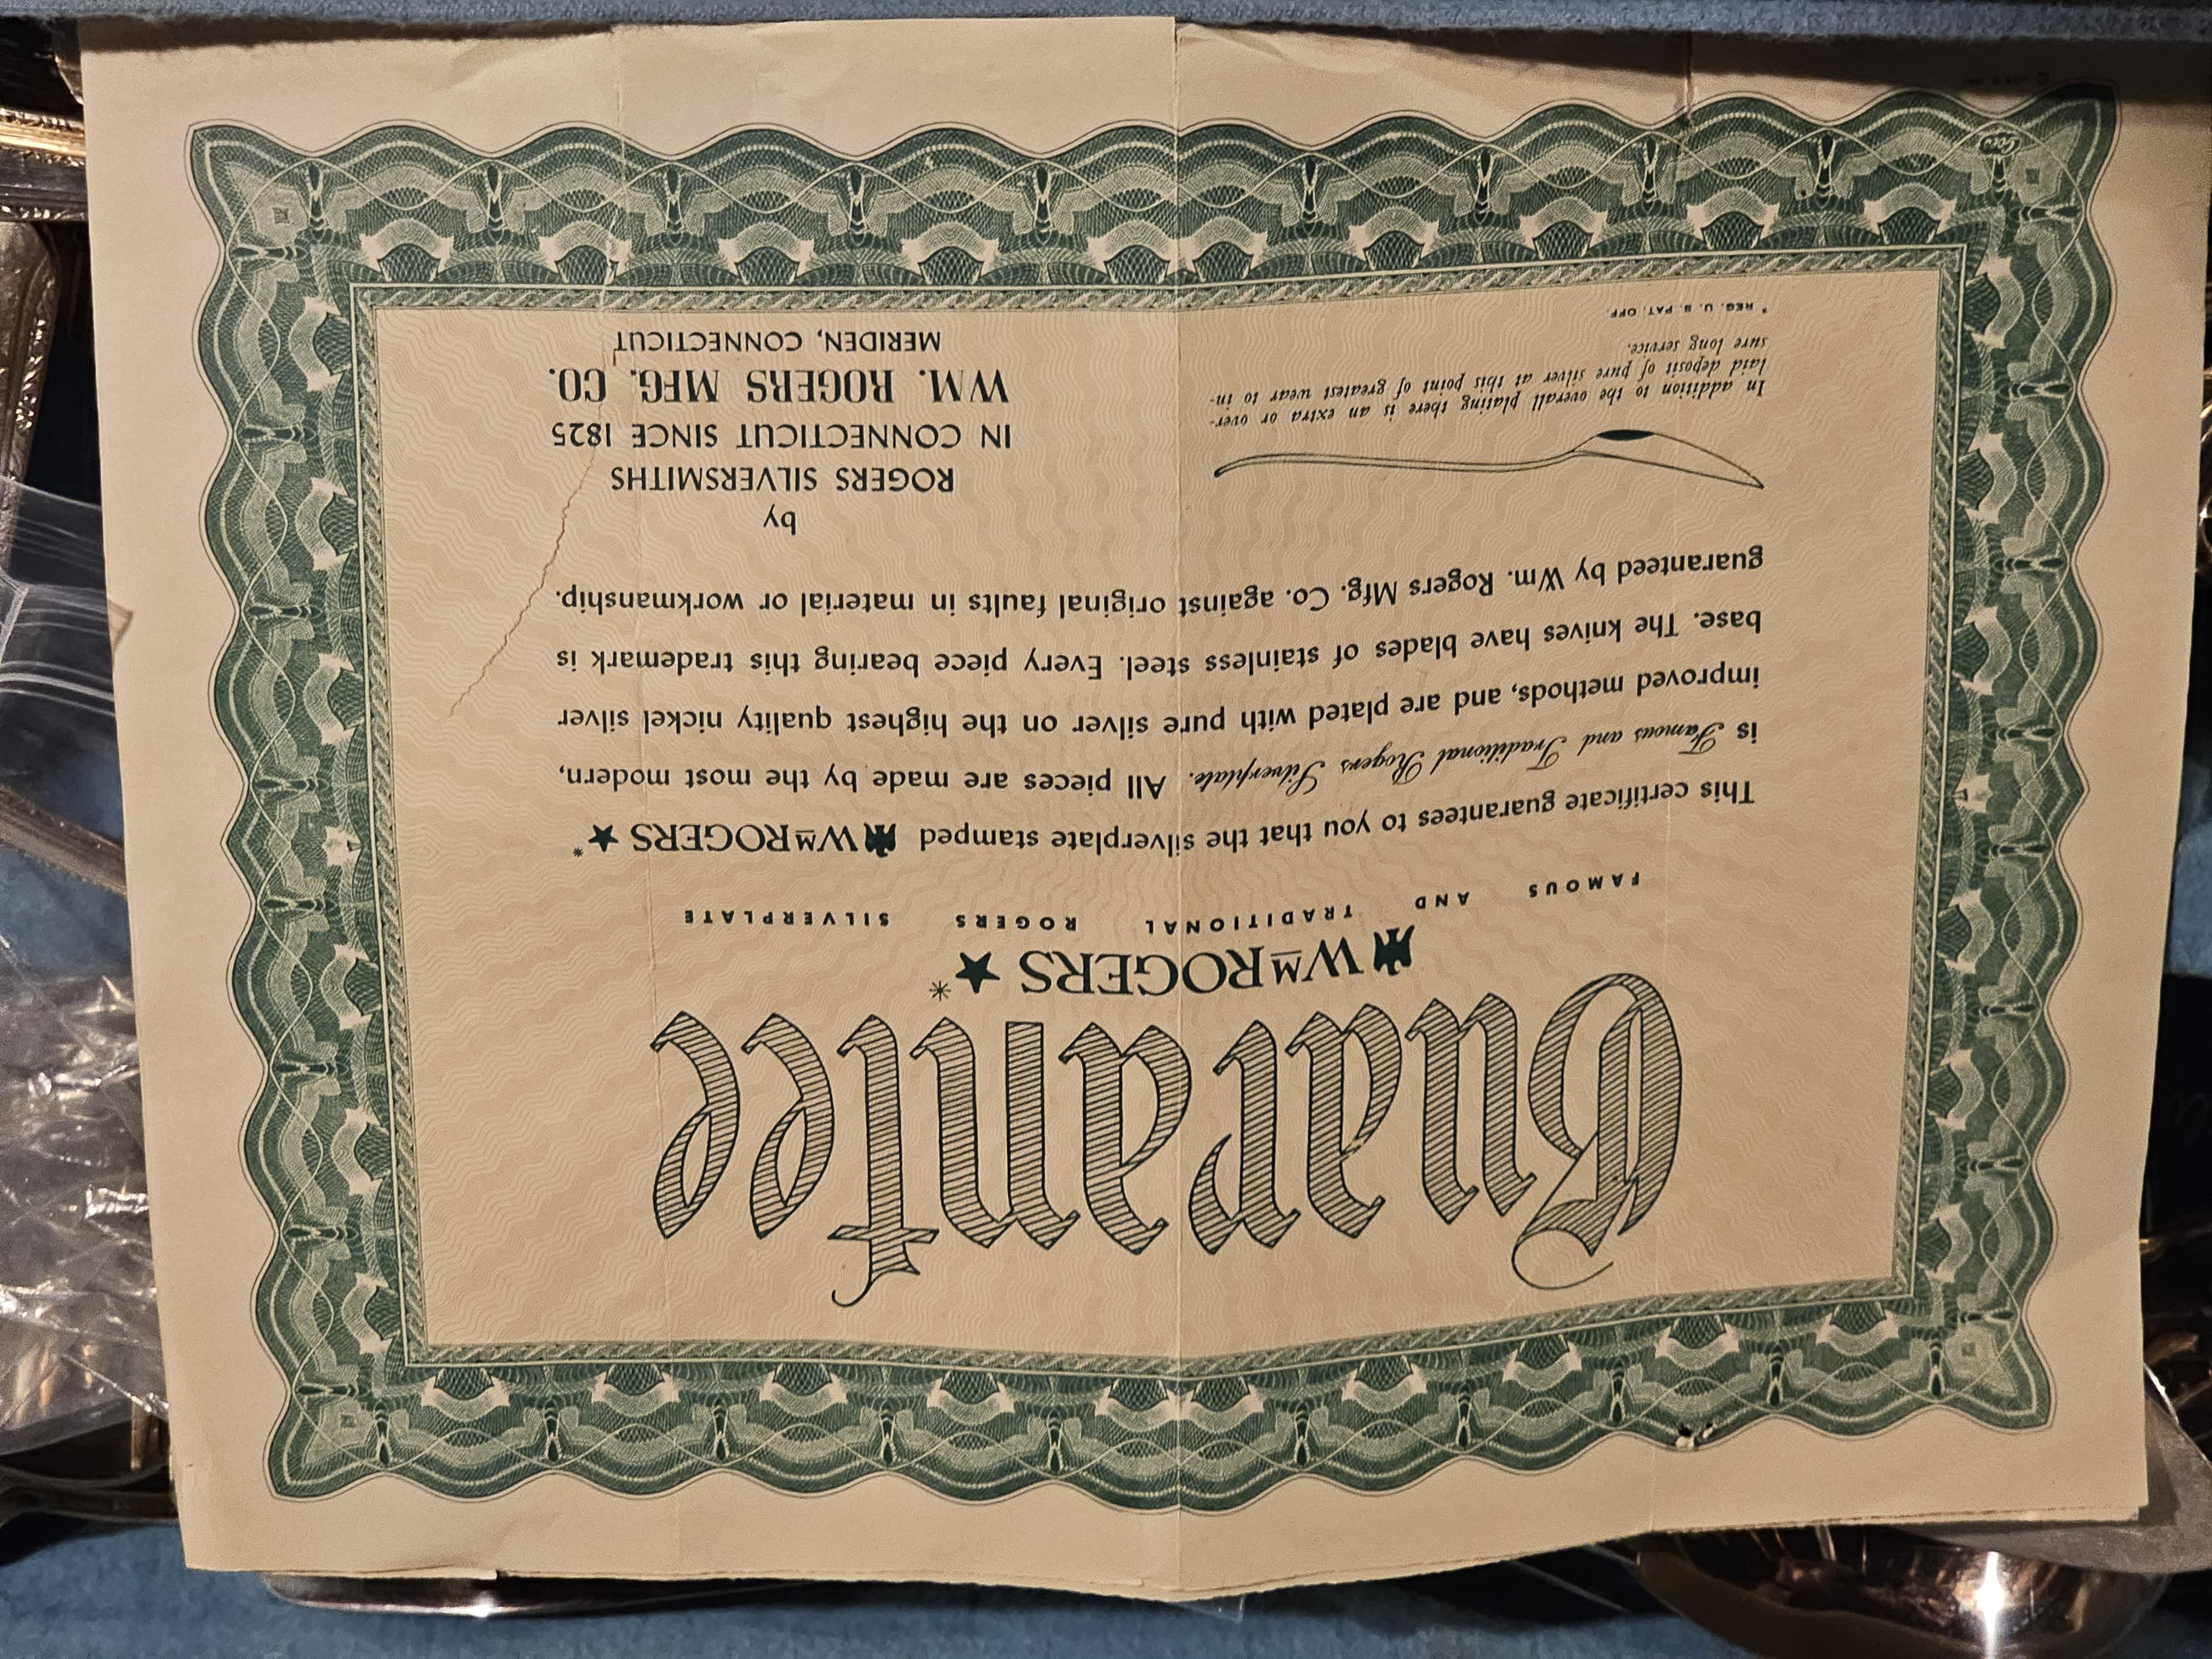 Guarantee
WM ROGERS ★*
FAMOUS AND TRADITIONAL ROGERS SILVERPLATE
This certificate guarantees to you that the silverplate stamped WM ROGERS ★*
is Famous and Traditional Rogers Silverplate. All pieces are made by the most modern,
improved methods, and are plated with pure silver on the highest quality nickel silver
base. The knives have blades of stainless steel. Every piece bearing this trademark is
guaranteed by Wm. Rogers Mfg. Co. against original faults in material or workmanship.
In addition to the overall plating there is an extra or over-
laid deposit of pure silver at this point of greatest wear to in-
sure long service.
* REG. U. S. PAT. OFF.
by
ROGERS SILVERSMITHS
IN CONNECTICUT SINCE 1825
WM. ROGERS MFG. CO.
MERIDEN, CONNECTICUT